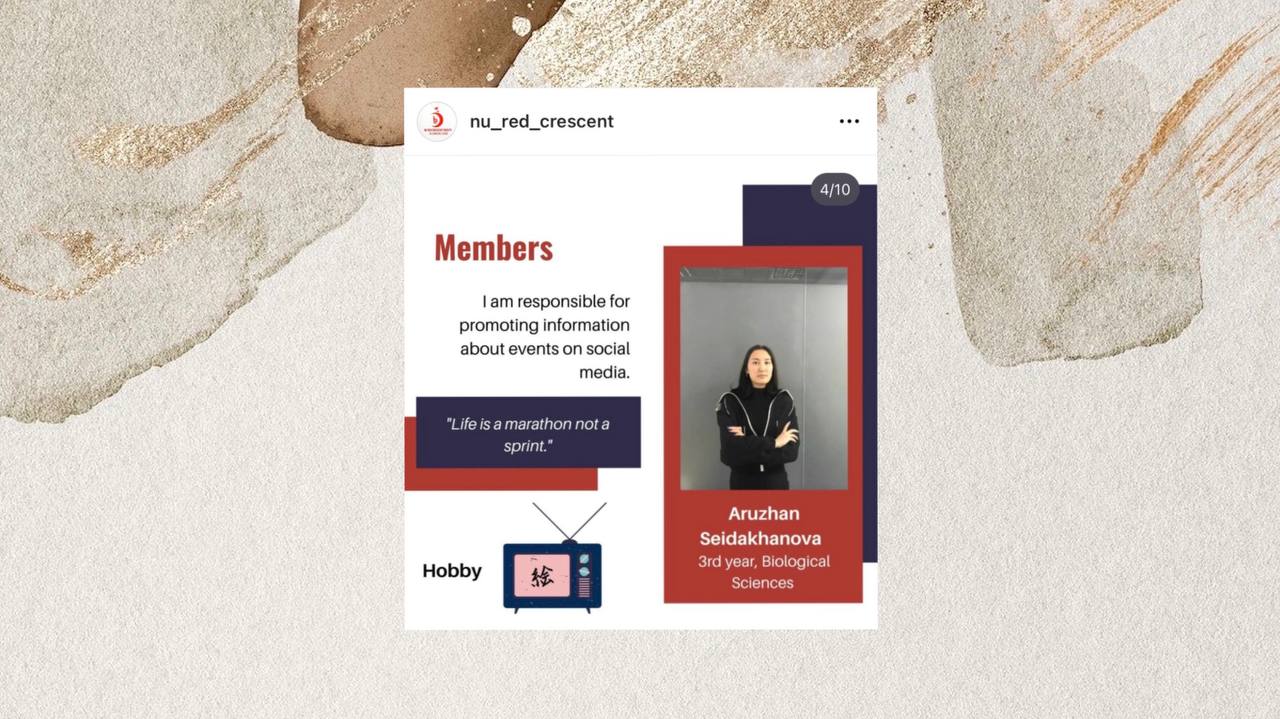 nu_red_crescent
4/10
Members
I am responsible for
promoting information
about events on social
media.
"Life is a marathon not a
sprint."
Hobby
絵
Aruzhan
Seidakhanova
3rd year, Biological
Sciences